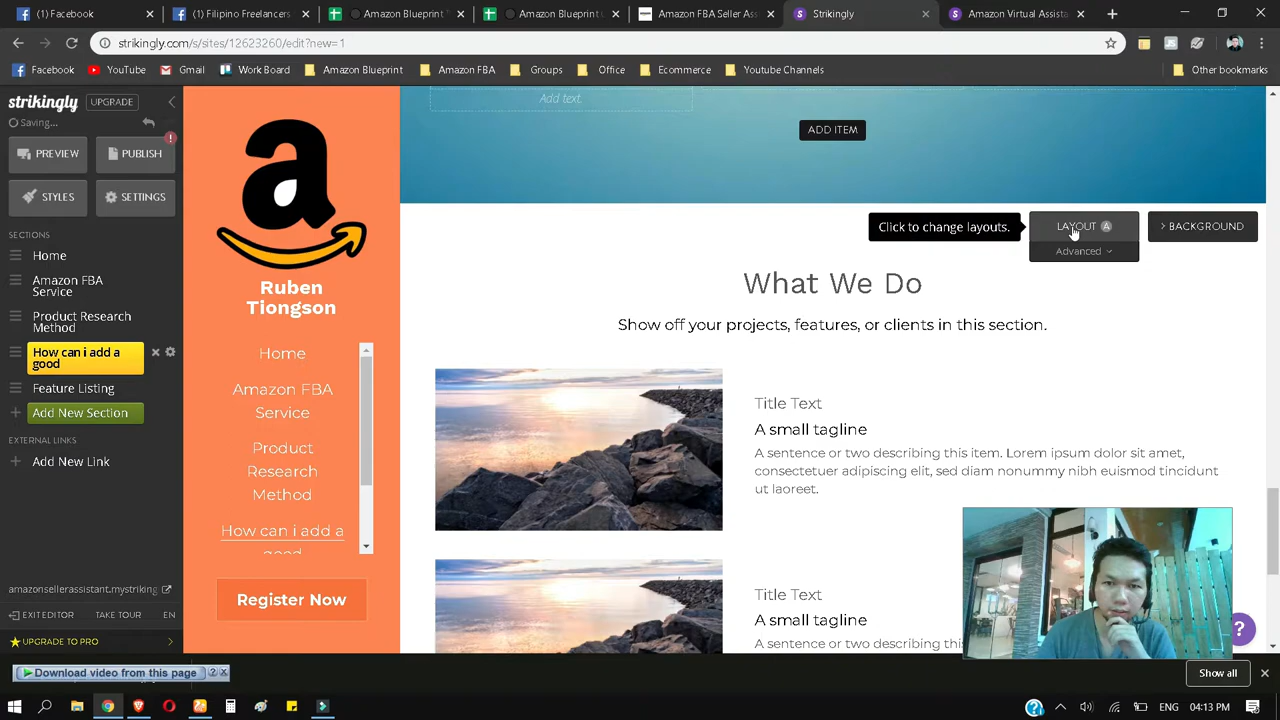 (1) Facebook
(1) Filipino Freelancers
Amazon Blueprint
Amazon Blueprint
Amazon FBA Seller Ass
Strikingly
Amazon Virtual Assista
strikingly.com/s/sites/12623260/edit?new=1
Facebook
YouTube
Gmail
Work Board
Amazon Blueprint
Amazon FBA
Groups
Office
Ecommerce
Youtube Channels
Other bookmarks
strikingly
UPGRADE
Saving...
PREVIEW
PUBLISH
STYLES
SETTINGS
SECTIONS
Home
Amazon FBA
Service
Product Research
Method
How can i add a
good
Feature Listing
Add New Section
EXTERNAL LINKS
Add New Link
azonsellerassistant.mystriking
EXIT EDITOR
TAKE TOUR
EN
UPGRADE TO PRO
Ruben
Tiongson
Home
Amazon FBA
Service
Product
Research
Method
How can i add a
good
Register Now
Add text.
ADD ITEM
Click to change layouts.
LAYOUT A
BACKGROUND
Advanced
What We Do
Show off your projects, features, or clients in this section.
Title Text
A small tagline
A sentence or two describing this item. Lorem ipsum dolor sit amet,
consectetuer adipiscing elit, sed diam nonummy nibh euismod tincidunt
ut laoreet.
Title Text
A small tagline
A sentence or two describing this
?
Download video from this page
? x
Show all
ENG
04:13 PM